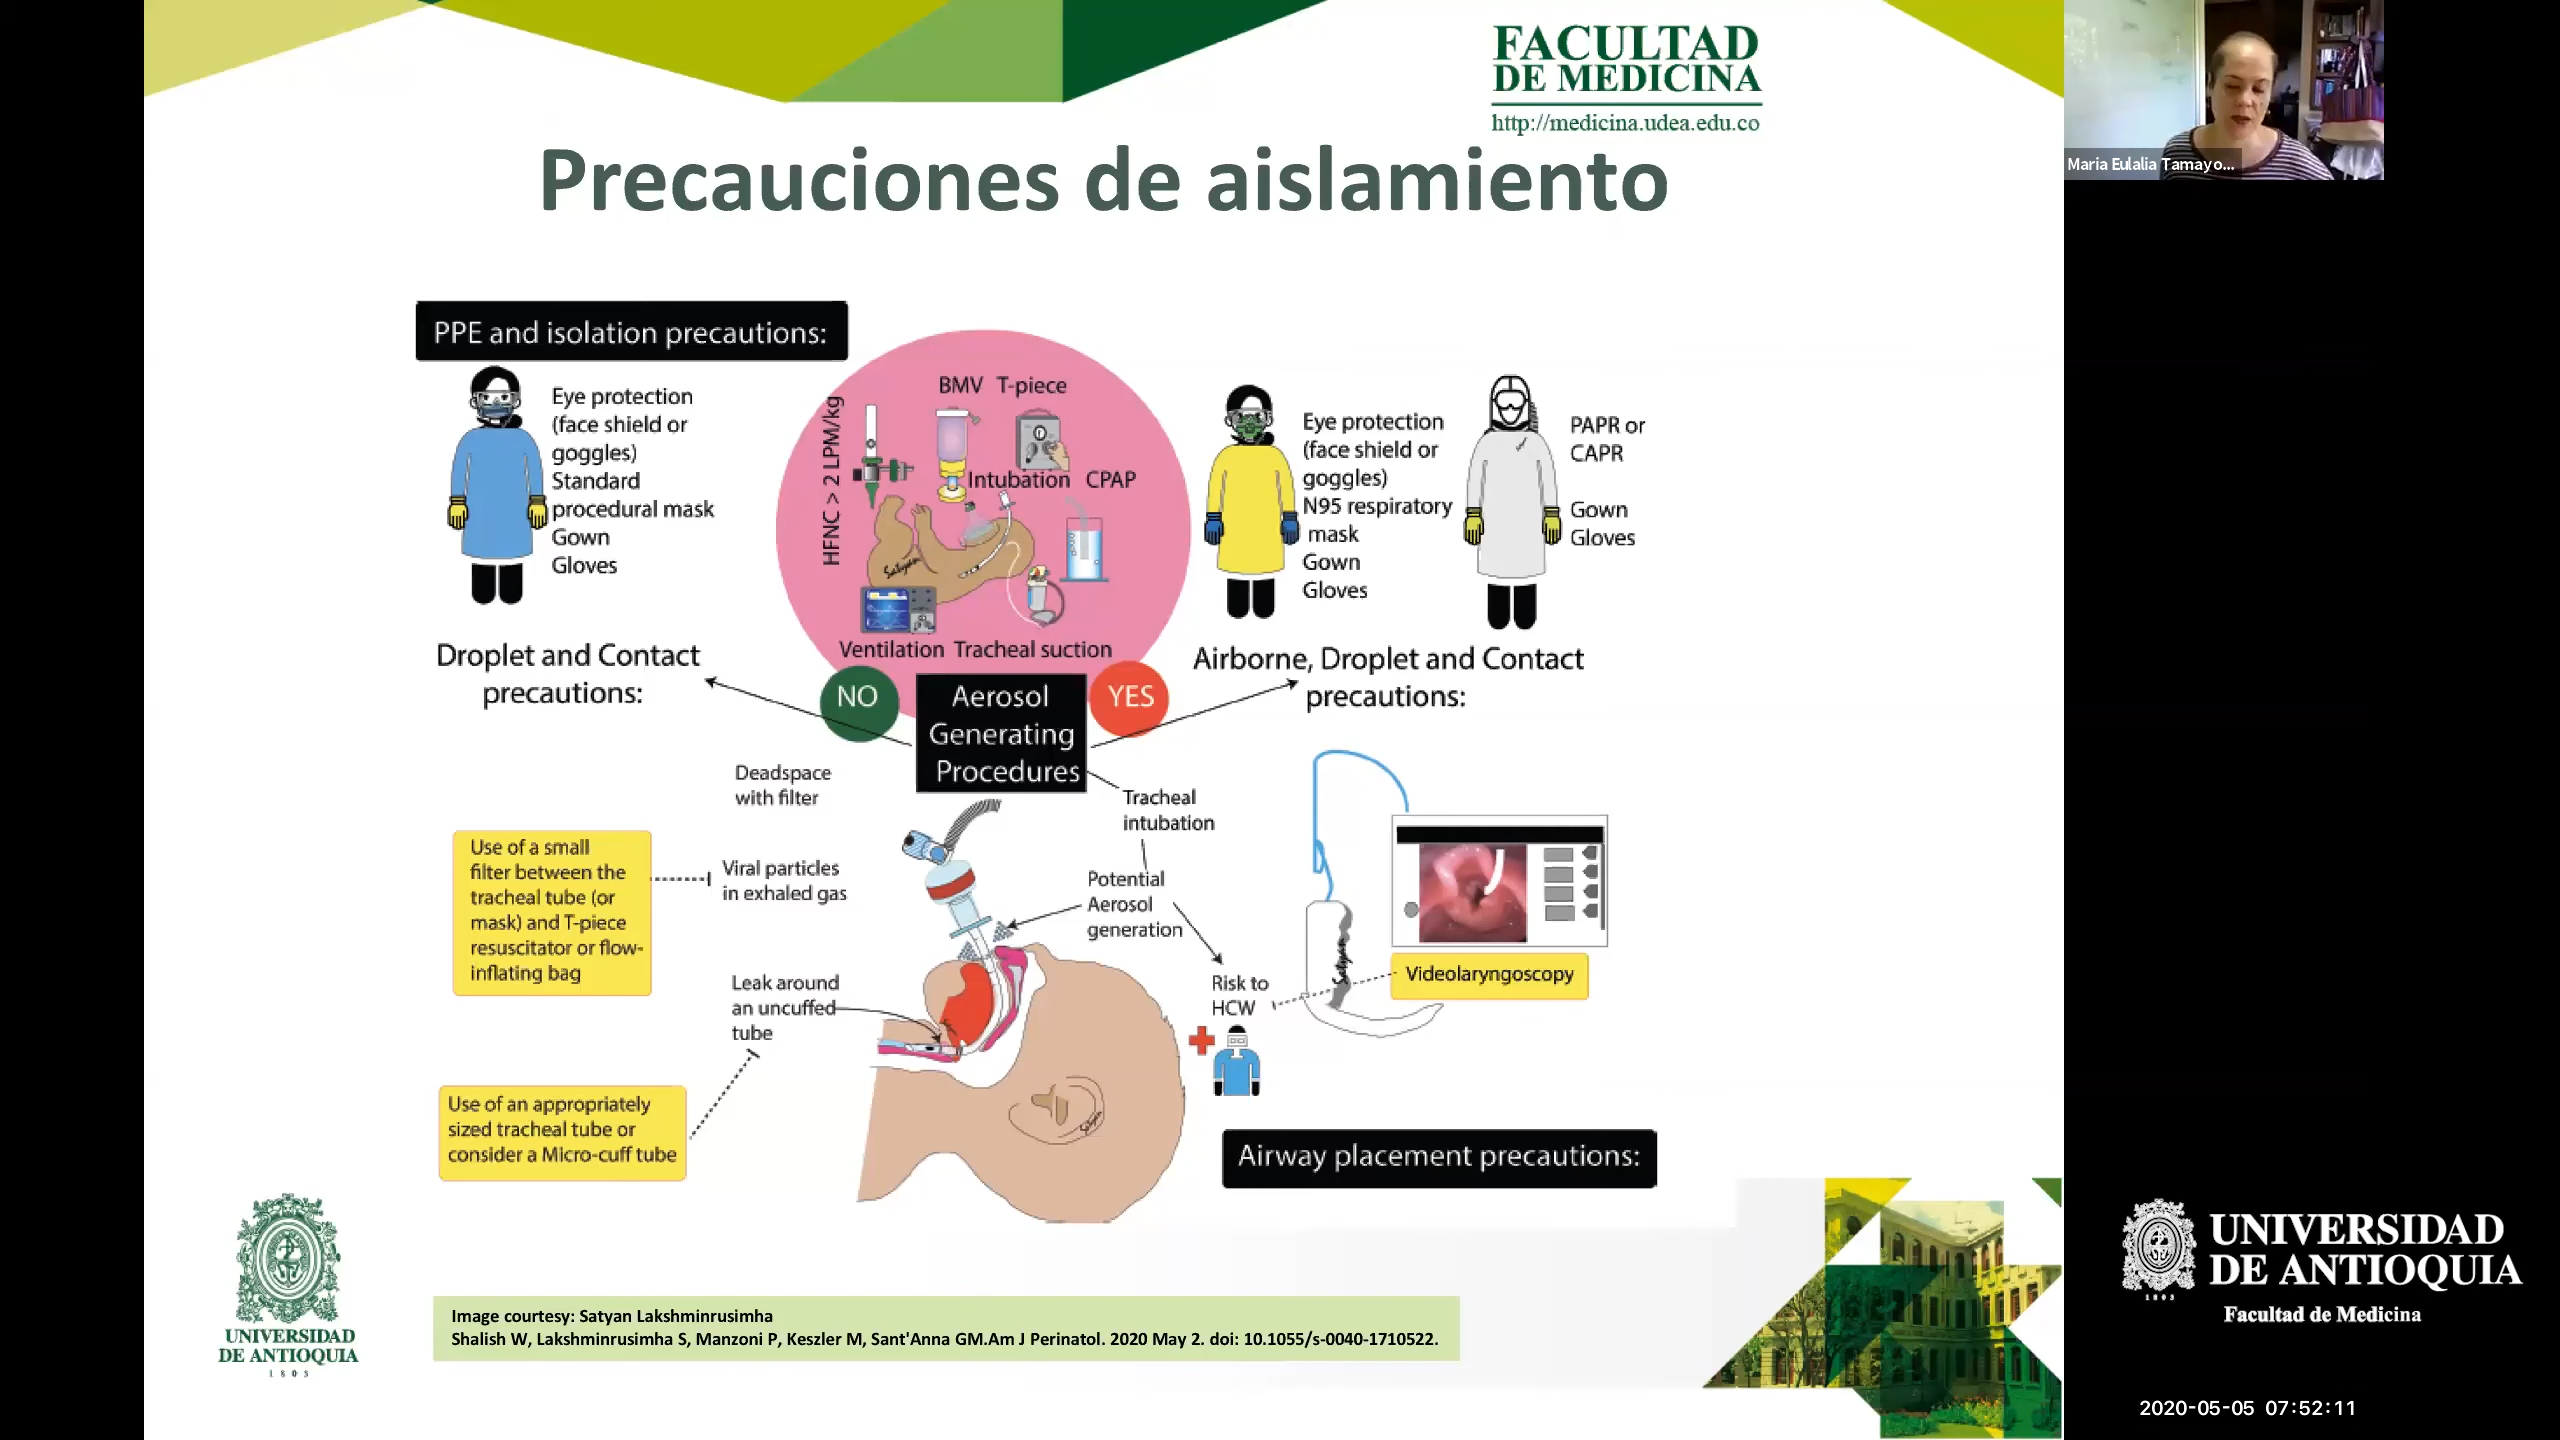 FACULTAD
DE MEDICINA
http://medicina.udea.edu.co
Maria Eulalia Tamayo...
Precauciones de aislamiento
PPE and isolation precautions:
Eye protection
(face shield or
goggles)
Standard
procedural mask
Gown
Gloves
Droplet and Contact
precautions:
HFNC > 2 LPM/kg
BMV T-piece
Intubation CPAP
Satyan
Ventilation Tracheal suction
NO
Aerosol
Generating
Procedures
YES
Eye protection
(face shield or
goggles)
N95 respiratory
mask
Gown
Gloves
PAPR or
CAPR
Gown
Gloves
Airborne, Droplet and Contact
precautions:
Deadspace
with filter
Use of a small
filter between the
tracheal tube (or
mask) and T-piece
resuscitator or flow-
inflating bag
Viral particles
in exhaled gas
Leak around
an uncuffed
tube
Use of an appropriately
sized tracheal tube or
consider a Micro-cuff tube
Tracheal
intubation
Potential
Aerosol
generation
Risk to
HCW
Satyan
Satyan
Videolaryngoscopy
Airway placement precautions:
UNIVERSIDAD
DE ANTIOQUIA
1803
Image courtesy: Satyan Lakshminrusimha
Shalish W, Lakshminrusimha S, Manzoni P, Keszler M, Sant'Anna GM.Am J Perinatol. 2020 May 2. doi: 10.1055/s-0040-1710522.
1803
UNIVERSIDAD
DE ANTIOQUIA
Facultad de Medicina
2020-05-05 07:52:11